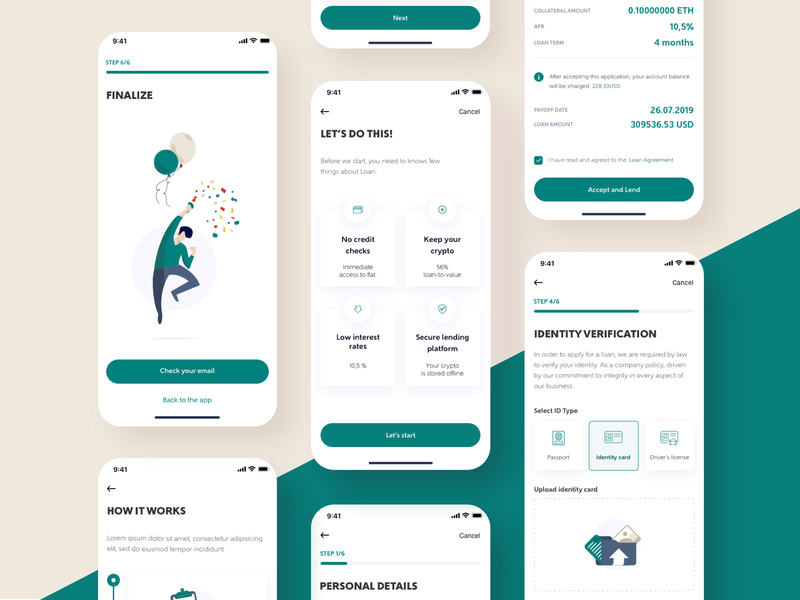 9:41
STEP 6/6
FINALIZE
Check your email
Back to the app
9:41
HOW IT WORKS
Lorem ipsum dolor sit amet, consectetur adipisicing
elit, sed do eiusmod tempor incididunt.
Next
9:41
Cancel
LET'S DO THIS!
Before we start, you need to knows few
things about Loan.
No credit
checks
Immediate
access to fiat
Keep your
crypto
56%
loan-to-value
Low interest
rates
10,5 %
Secure lending
platform
Your crypto
is stored offline
Let's start
9:41
Cancel
STEP 1/6
PERSONAL DETAILS
COLLATERAL AMOUNT 0.10000000 ETH
APR 10,5%
LOAN TERM 4 months
After accepting this application, your account balance
will be charged 228.33USD
PAYOFF DATE 26.07.2019
LOAN AMOUNT 309536.53 USD
I have read and agreed to the Loan Agreement
Accept and Lend
9:41
Cancel
STEP 4/6
IDENTITY VERIFICATION
In order to apply for a loan, we are required by law
to verify your identity. As a company policy, driven
by our commitment to integrity in every aspect of
our business.
Select ID Type
Passport
Identity card
Driver's license
Upload identity card